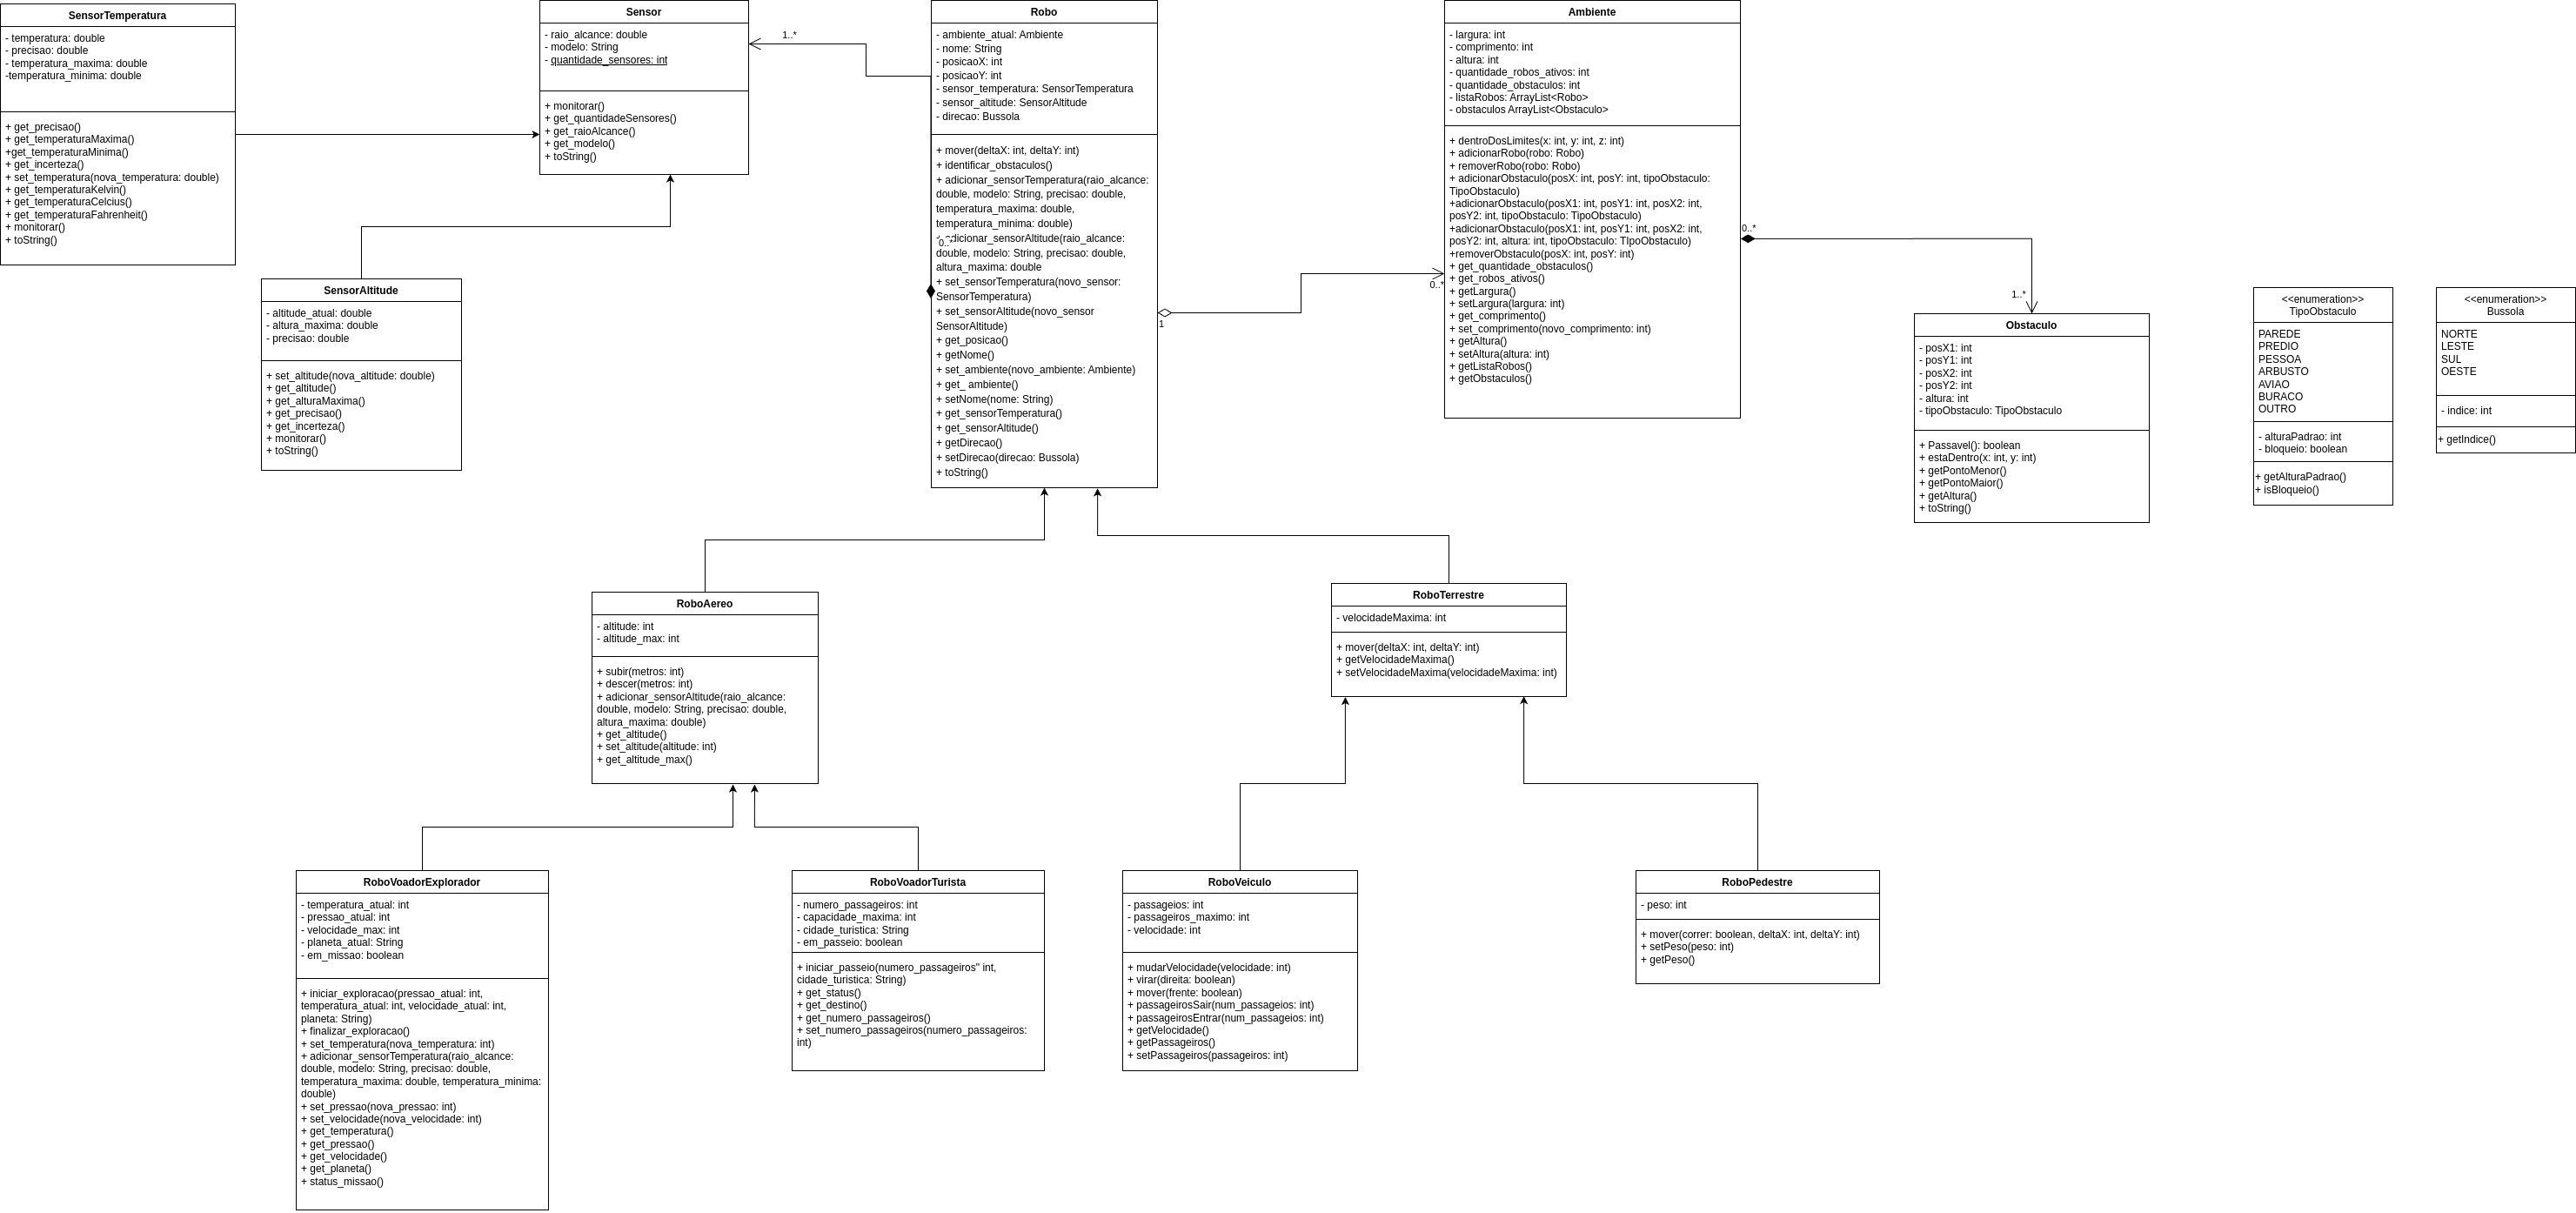 SensorTemperatura
- temperatura: double
- precisao: double
- temperatura_maxima: double
-temperatura_minima: double
+ get_precisao()
+ get_temperaturaMaxima()
+get_temperaturaMinima()
+ get_incerteza()
+ set_temperatura(nova_temperatura: double)
+ get_temperaturaKelvin()
+ get_temperaturaCelcius()
+ get_temperaturaFahrenheit()
+ monitorar()
+ toString()
Sensor
- raio_alcance: double
- modelo: String
- quantidade_sensores: int
+ monitorar()
+ get_quantidadeSensores()
+ get_raioAlcance()
+ get_modelo()
+ toString()
1..*
Robo
- ambiente_atual: Ambiente
- nome: String
- posicaoX: int
- posicaoY: int
- sensor_temperatura: SensorTemperatura
- sensor_altitude: SensorAltitude
- direcao: Bussola
+ mover(deltaX: int, deltaY: int)
+ identificar_obstaculos()
+ adicionar_sensorTemperatura(raio_alcance:
double, modelo: String, precisao: double,
temperatura_maxima: double,
temperatura_minima: double)
+ adicionar_sensorAltitude(raio_alcance:
0..*
double, modelo: String, precisao: double,
altura_maxima: double
+ set_sensorTemperatura(novo_sensor:
SensorTemperatura)
+ set_sensorAltitude(novo_sensor
SensorAltitude)
+ get_posicao()
+ getNome()
+ set_ambiente(novo_ambiente: Ambiente)
+ get_ ambiente()
+ setNome(nome: String)
+ get_sensorTemperatura()
+ get_sensorAltitude()
+ getDirecao()
+ setDirecao(direcao: Bussola)
+ toString()
1
0..*
Ambiente
- largura: int
- comprimento: int
- altura: int
- quantidade_robos_ativos: int
- quantidade_obstaculos: int
- listaRobos: ArrayList<Robo>
- obstaculos ArrayList<Obstaculo>
+ dentroDosLimites(x: int, y: int, z: int)
+ adicionarRobo(robo: Robo)
+ removerRobo(robo: Robo)
+ adicionarObstaculo(posX: int, posY: int, tipoObstaculo:
TipoObstaculo)
+adicionarObstaculo(posX1: int, posY1: int, posX2: int,
posY2: int, tipoObstaculo: TipoObstaculo)
+adicionarObstaculo(posX1: int, posY1: int, posX2: int,
posY2: int, altura: int, tipoObstaculo: TIpoObstaculo)
+removerObstaculo(posX: int, posY: int)
+ get_quantidade_obstaculos()
+ get_robos_ativos()
+ getLargura()
+ setLargura(largura: int)
+ get_comprimento()
+ set_comprimento(novo_comprimento: int)
+ getAltura()
+ setAltura(altura: int)
+ getListaRobos()
+ getObstaculos()
0..*
1..*
SensorAltitude
- altitude_atual: double
- altura_maxima: double
- precisao: double
+ set_altitude(nova_altitude: double)
+ get_altitude()
+ get_alturaMaxima()
+ get_precisao()
+ get_incerteza()
+ monitorar()
+ toString()
Obstaculo
- posX1: int
- posY1: int
- posX2: int
- posY2: int
- altura: int
- tipoObstaculo: TipoObstaculo
+ Passavel(): boolean
+ estaDentro(x: int, y: int)
+ getPontoMenor()
+ getPontoMaior()
+ getAltura()
+ toString()
<<enumeration>>
TipoObstaculo
PAREDE
PREDIO
PESSOA
ARBUSTO
AVIAO
BURACO
OUTRO
- alturaPadrao: int
- bloqueio: boolean
+ getAlturaPadrao()
+ isBloqueio()
<<enumeration>>
Bussola
NORTE
LESTE
SUL
OESTE
- indice: int
+ getIndice()
RoboAereo
- altitude: int
- altitude_max: int
+ subir(metros: int)
+ descer(metros: int)
+ adicionar_sensorAltitude(raio_alcance:
double, modelo: String, precisao: double,
altura_maxima: double)
+ get_altitude()
+ set_altitude(altitude: int)
+ get_altitude_max()
RoboTerrestre
- velocidadeMaxima: int
+ mover(deltaX: int, deltaY: int)
+ getVelocidadeMaxima()
+ setVelocidadeMaxima(velocidadeMaxima: int)
RoboVoadorExplorador
- temperatura_atual: int
- pressao_atual: int
- velocidade_max: int
- planeta_atual: String
- em_missao: boolean
+ iniciar_exploracao(pressao_atual: int,
temperatura_atual: int, velocidade_atual: int,
planeta: String)
+ finalizar_exploracao()
+ set_temperatura(nova_temperatura: int)
+ adicionar_sensorTemperatura(raio_alcance:
double, modelo: String, precisao: double,
temperatura_maxima: double, temperatura_minima:
double)
+ set_pressao(nova_pressao: int)
+ set_velocidade(nova_velocidade: int)
+ get_temperatura()
+ get_pressao()
+ get_velocidade()
+ get_planeta()
+ status_missao()
RoboVoadorTurista
- numero_passageiros: int
- capacidade_maxima: int
- cidade_turistica: String
- em_passeio: boolean
+ iniciar_passeio(numero_passageiros" int,
cidade_turistica: String)
+ get_status()
+ get_destino()
+ get_numero_passageiros()
+ set_numero_passageiros(numero_passageiros:
int)
RoboVeiculo
- passageios: int
- passageiros_maximo: int
- velocidade: int
+ mudarVelocidade(velocidade: int)
+ virar(direita: boolean)
+ mover(frente: boolean)
+ passageirosSair(num_passageios: int)
+ passageirosEntrar(num_passageios: int)
+ getVelocidade()
+ getPassageiros()
+ setPassageiros(passageiros: int)
RoboPedestre
- peso: int
+ mover(correr: boolean, deltaX: int, deltaY: int)
+ setPeso(peso: int)
+ getPeso()